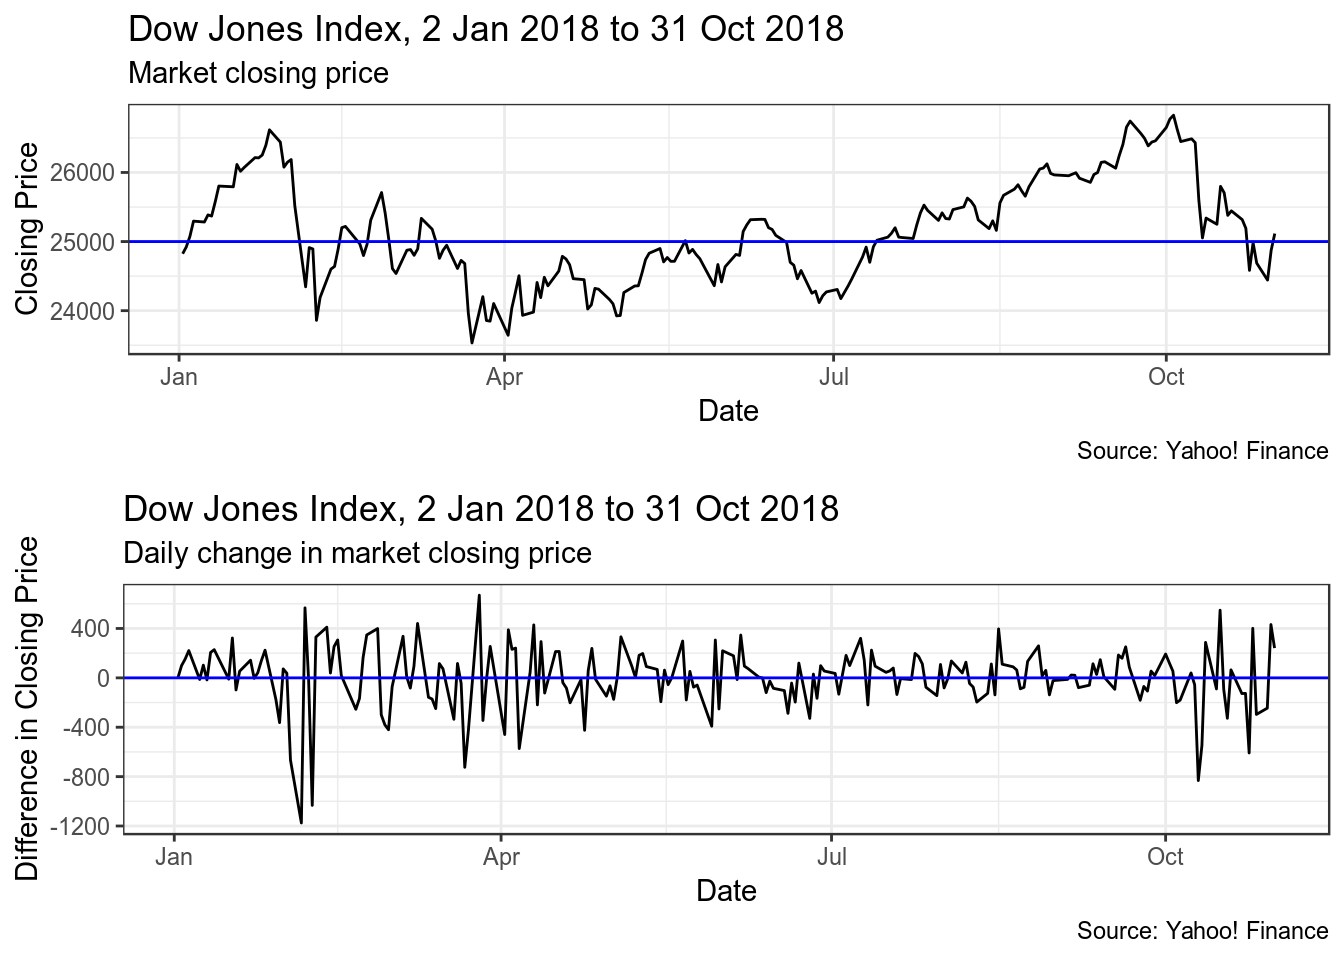 Dow Jones Index, 2 Jan 2018 to 31 Oct 2018
Market closing price
Closing Price
26000
25000
24000
Jan Apr Jul Oct
Date
Source: Yahoo! Finance
Dow Jones Index, 2 Jan 2018 to 31 Oct 2018
Daily change in market closing price
Difference in Closing Price
400
0
-400
-800
-1200
Jan Apr Jul Oct
Date
Source: Yahoo! Finance